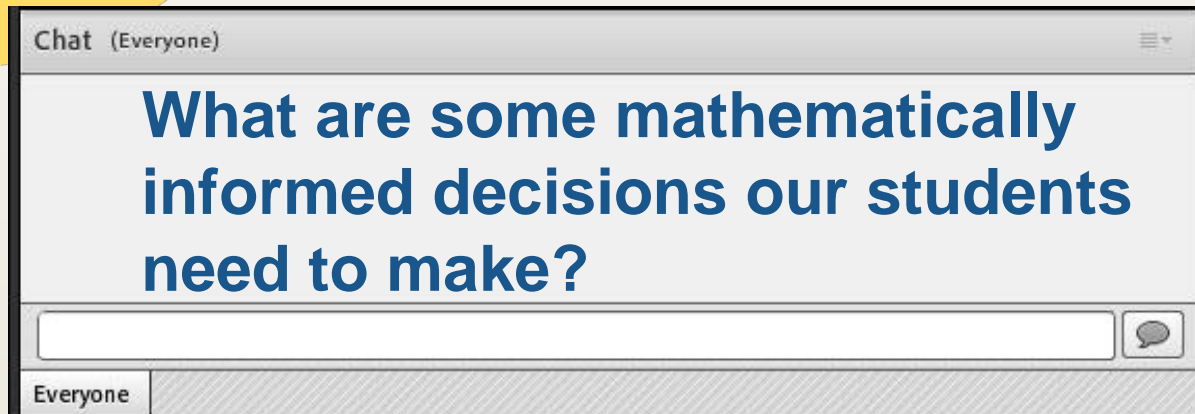 Chat (Everyone)
What are some mathematically
informed decisions our students
need to make?
Everyone